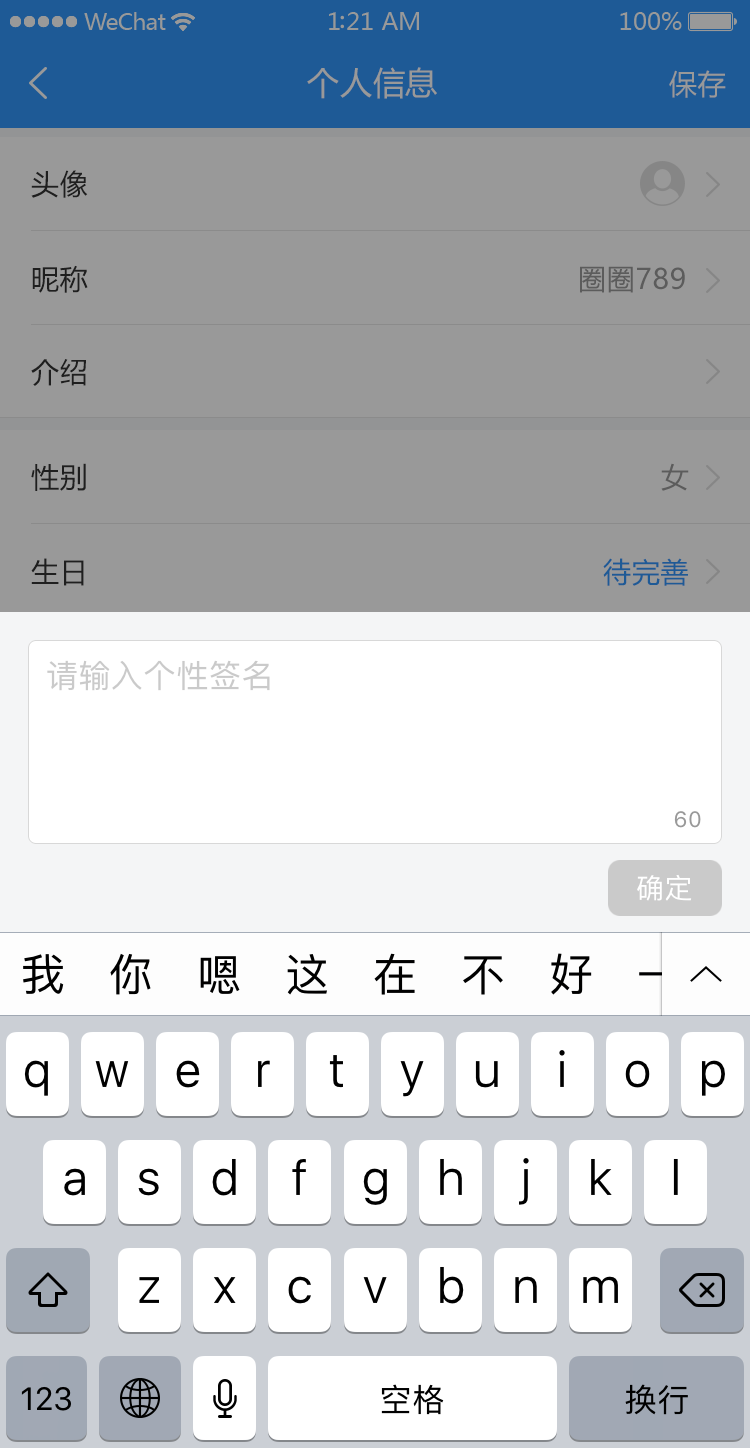 WeChat 1:21 AM 100%
个人信息 保存
头像
昵称 圈圈789
介绍
性别 女
生日 待完善
请输入个性签名
60
确定
我 你 嗯 这 在 不 好 一
q w e r t y u i o p
a s d f g h j k l
z x c v b n m
123 空格 换行